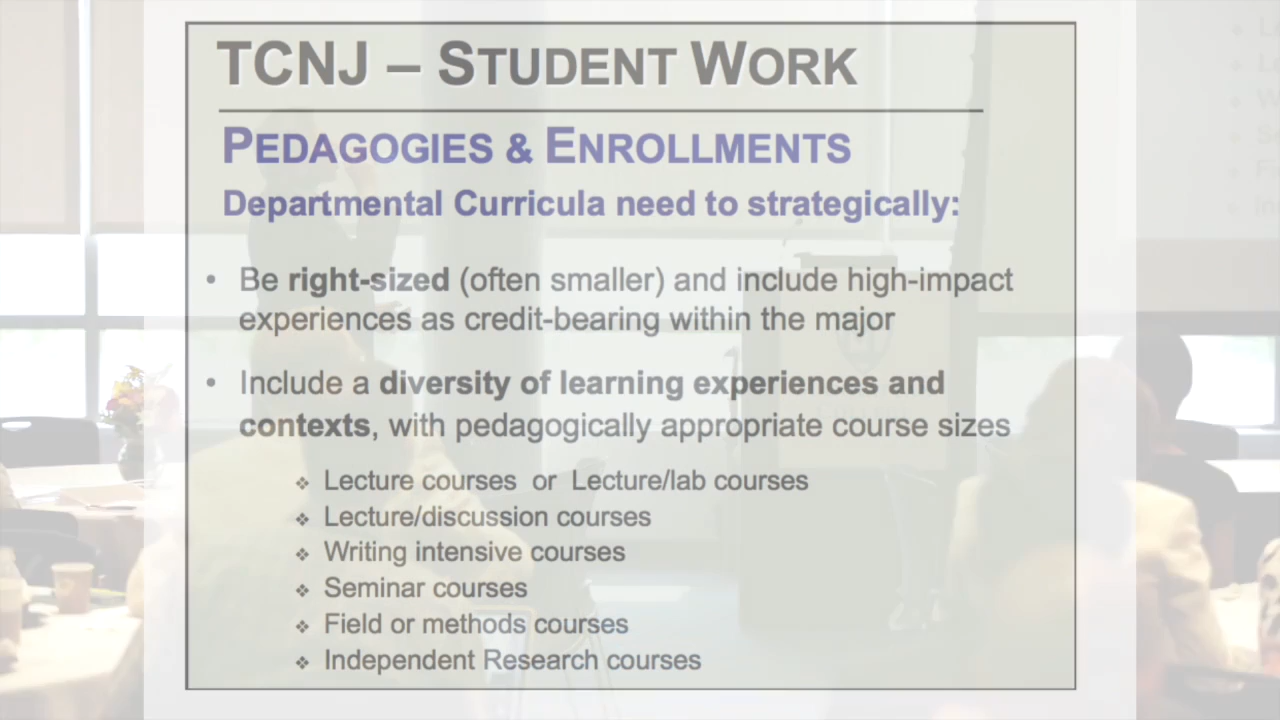 TCNJ – STUDENT WORK
PEDAGOGIES & ENROLLMENTS
Departmental Curricula need to strategically:
• Be right-sized (often smaller) and include high-impact
experiences as credit-bearing within the major
• Include a diversity of learning experiences and
contexts, with pedagogically appropriate course sizes
❖ Lecture courses or Lecture/lab courses
❖ Lecture/discussion courses
❖ Writing intensive courses
❖ Seminar courses
❖ Field or methods courses
❖ Independent Research courses